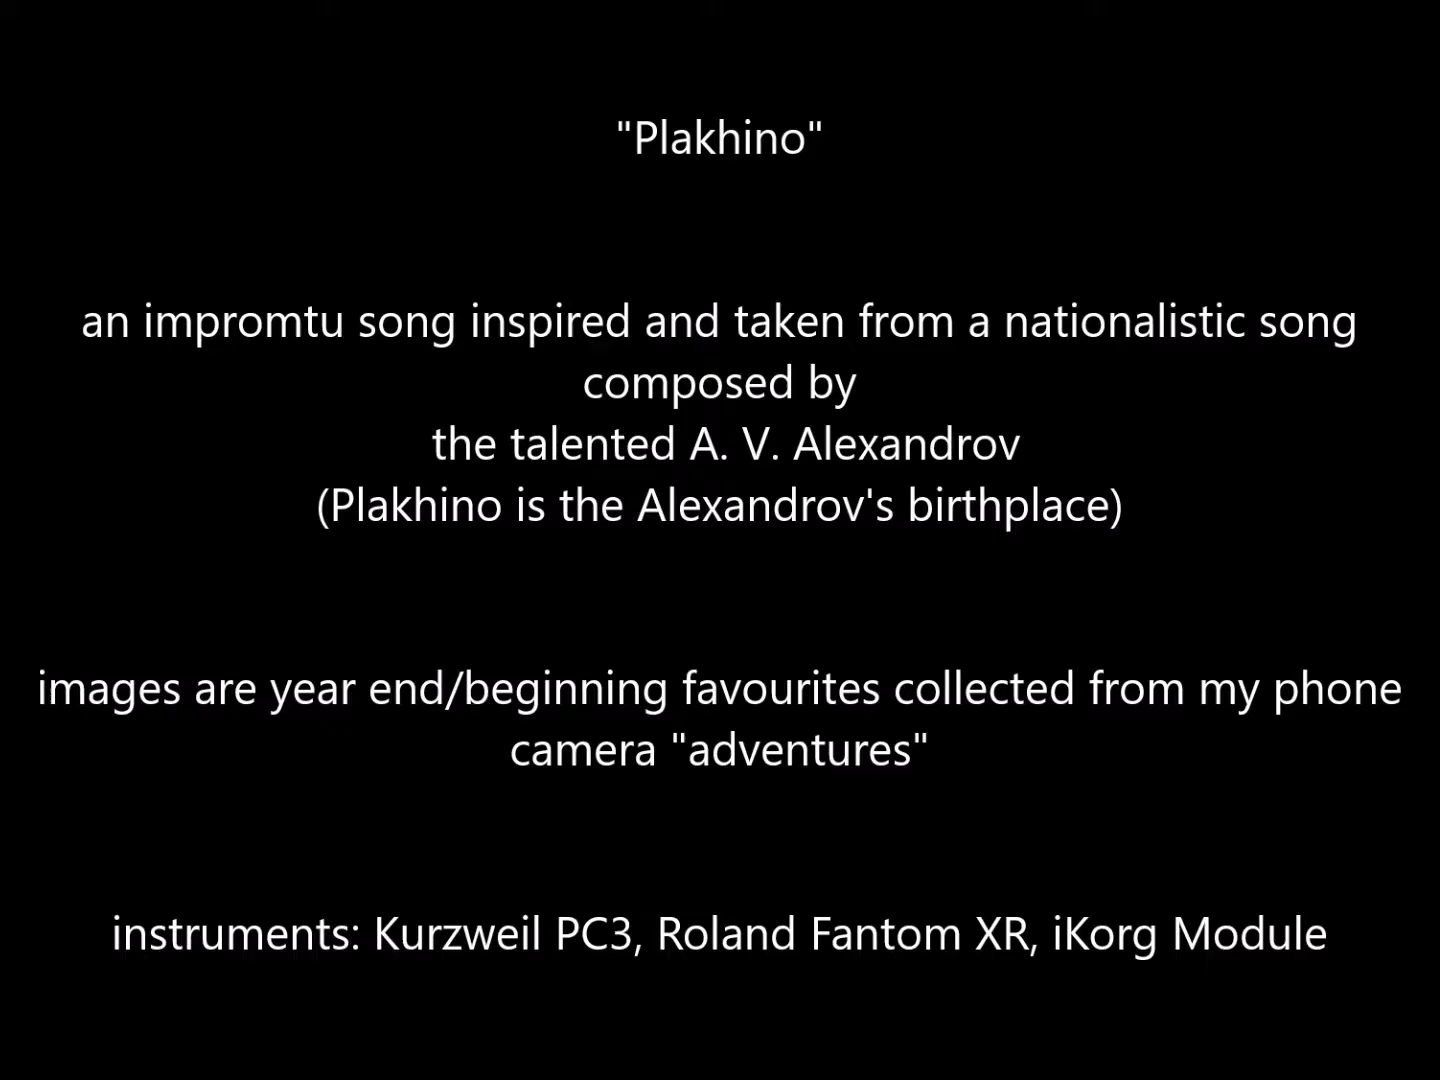 "Plakhino"
an impromtu song inspired and taken from a nationalistic song
composed by
the talented A. V. Alexandrov
(Plakhino is the Alexandrov's birthplace)
images are year end/beginning favourites collected from my phone
camera "adventures"
instruments: Kurzweil PC3, Roland Fantom XR, iKorg Module